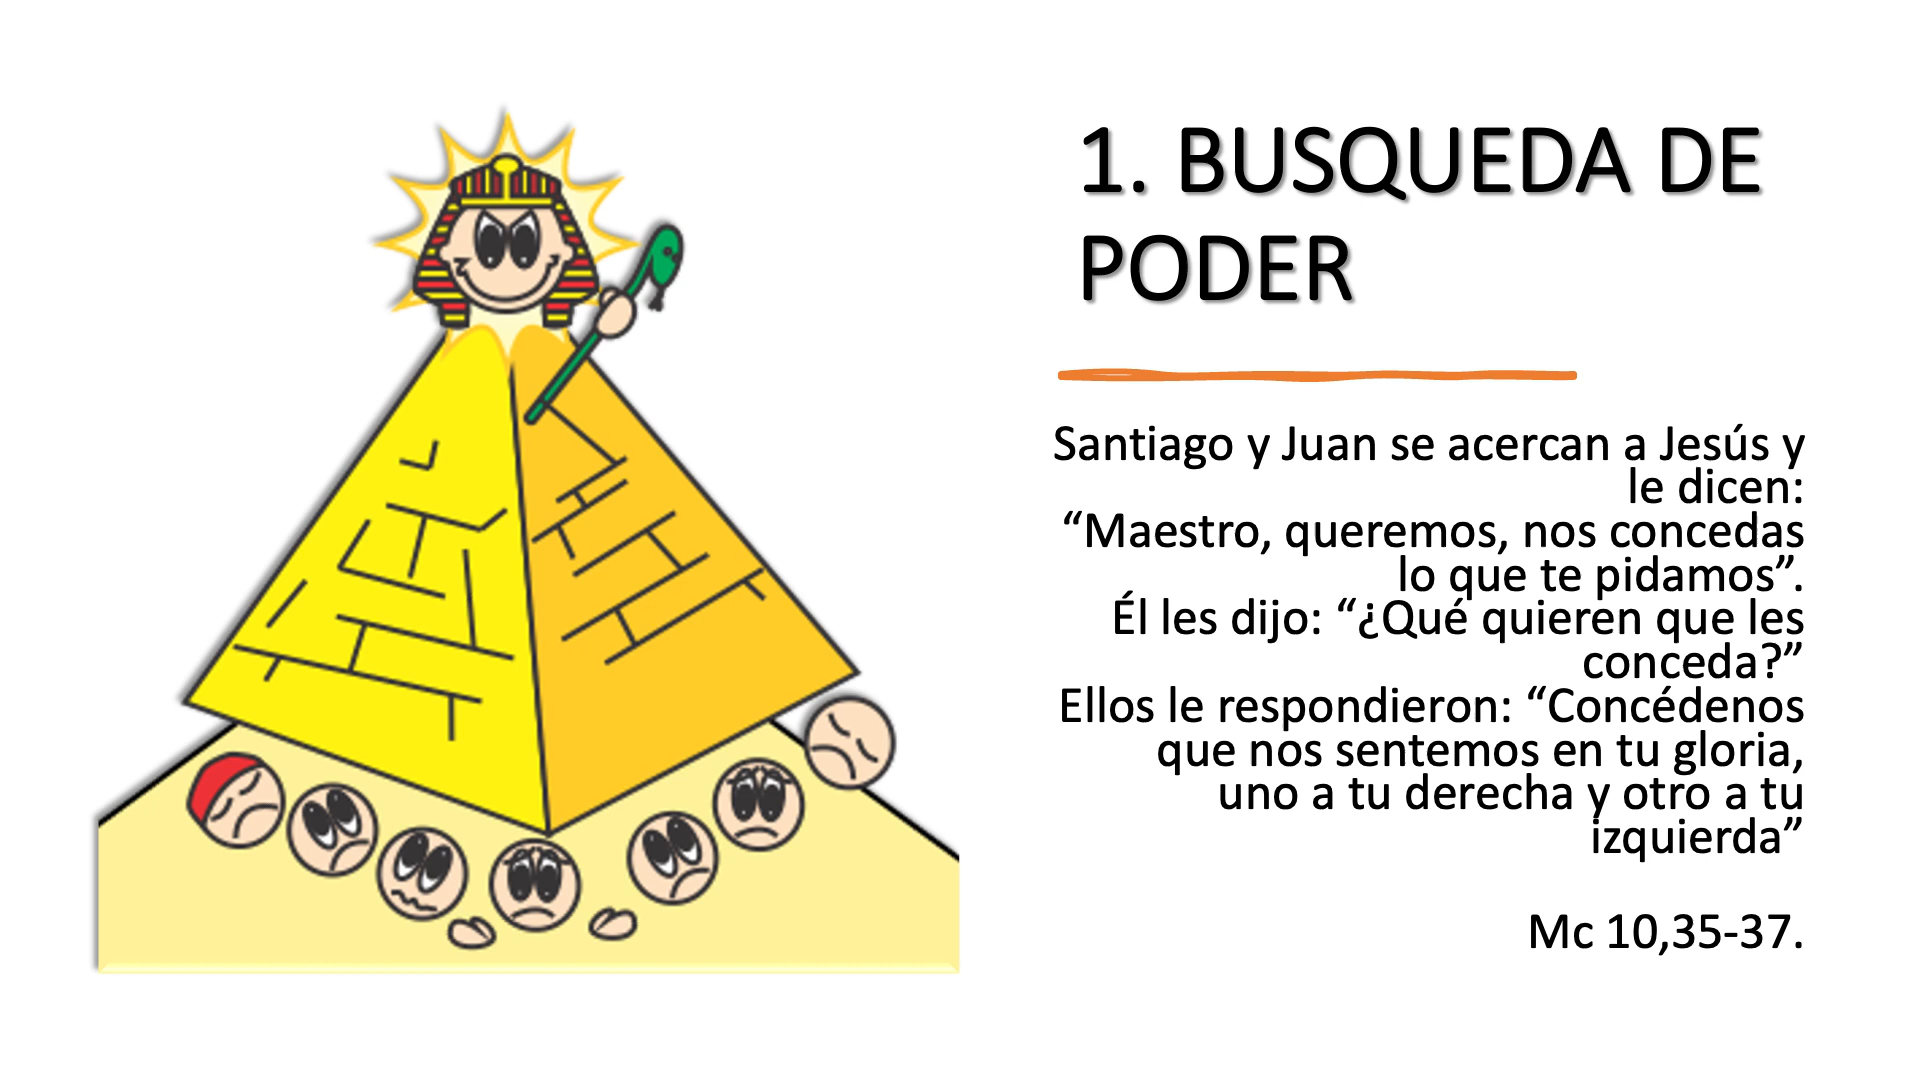 1. BUSQUEDA DE
PODER
Santiago y Juan se acercan a Jesús y
le dicen:
“Maestro, queremos, nos concedas
lo que te pidamos”.
Él les dijo: “¿Qué quieren que les
conceda?”
Ellos le respondieron: “Concédenos
que nos sentemos en tu gloria,
uno a tu derecha y otro a tu
izquierda”
Mc 10,35-37.